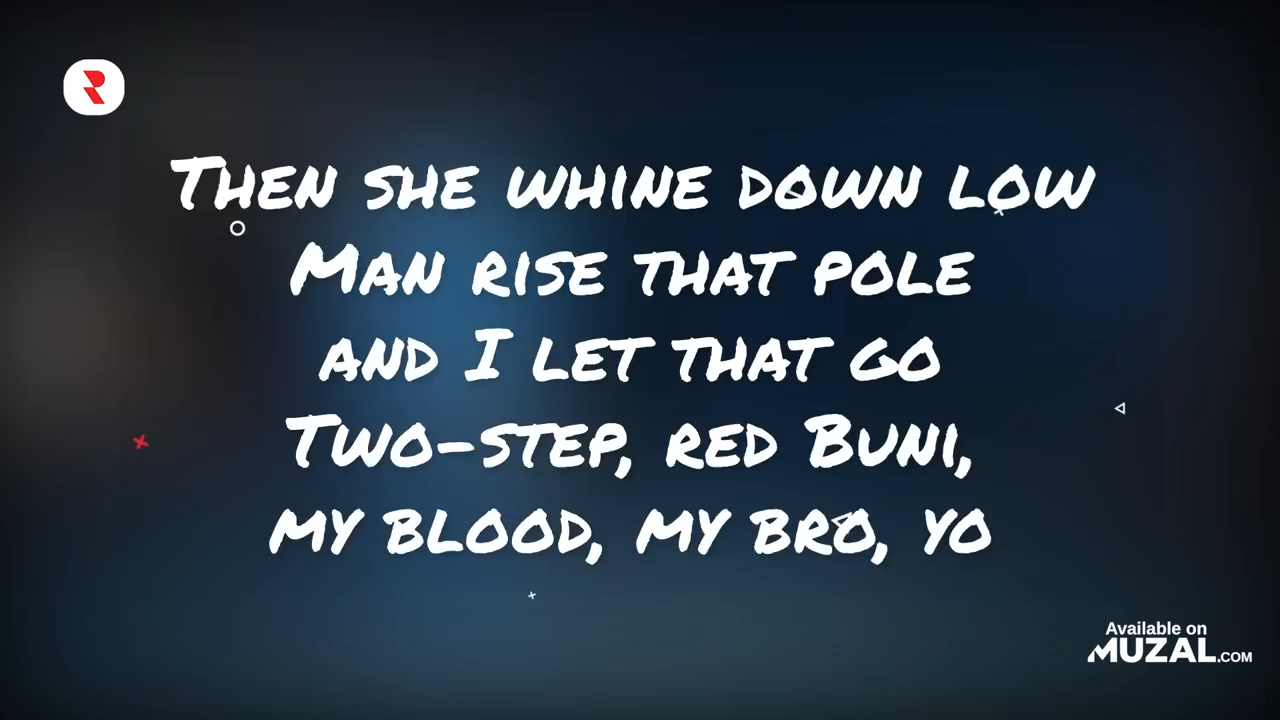 Then she whine down low
Man rise that pole
and I let that go
Two-step, red Buni,
my blood, my bro, yo
Available on
MUZAL.COM